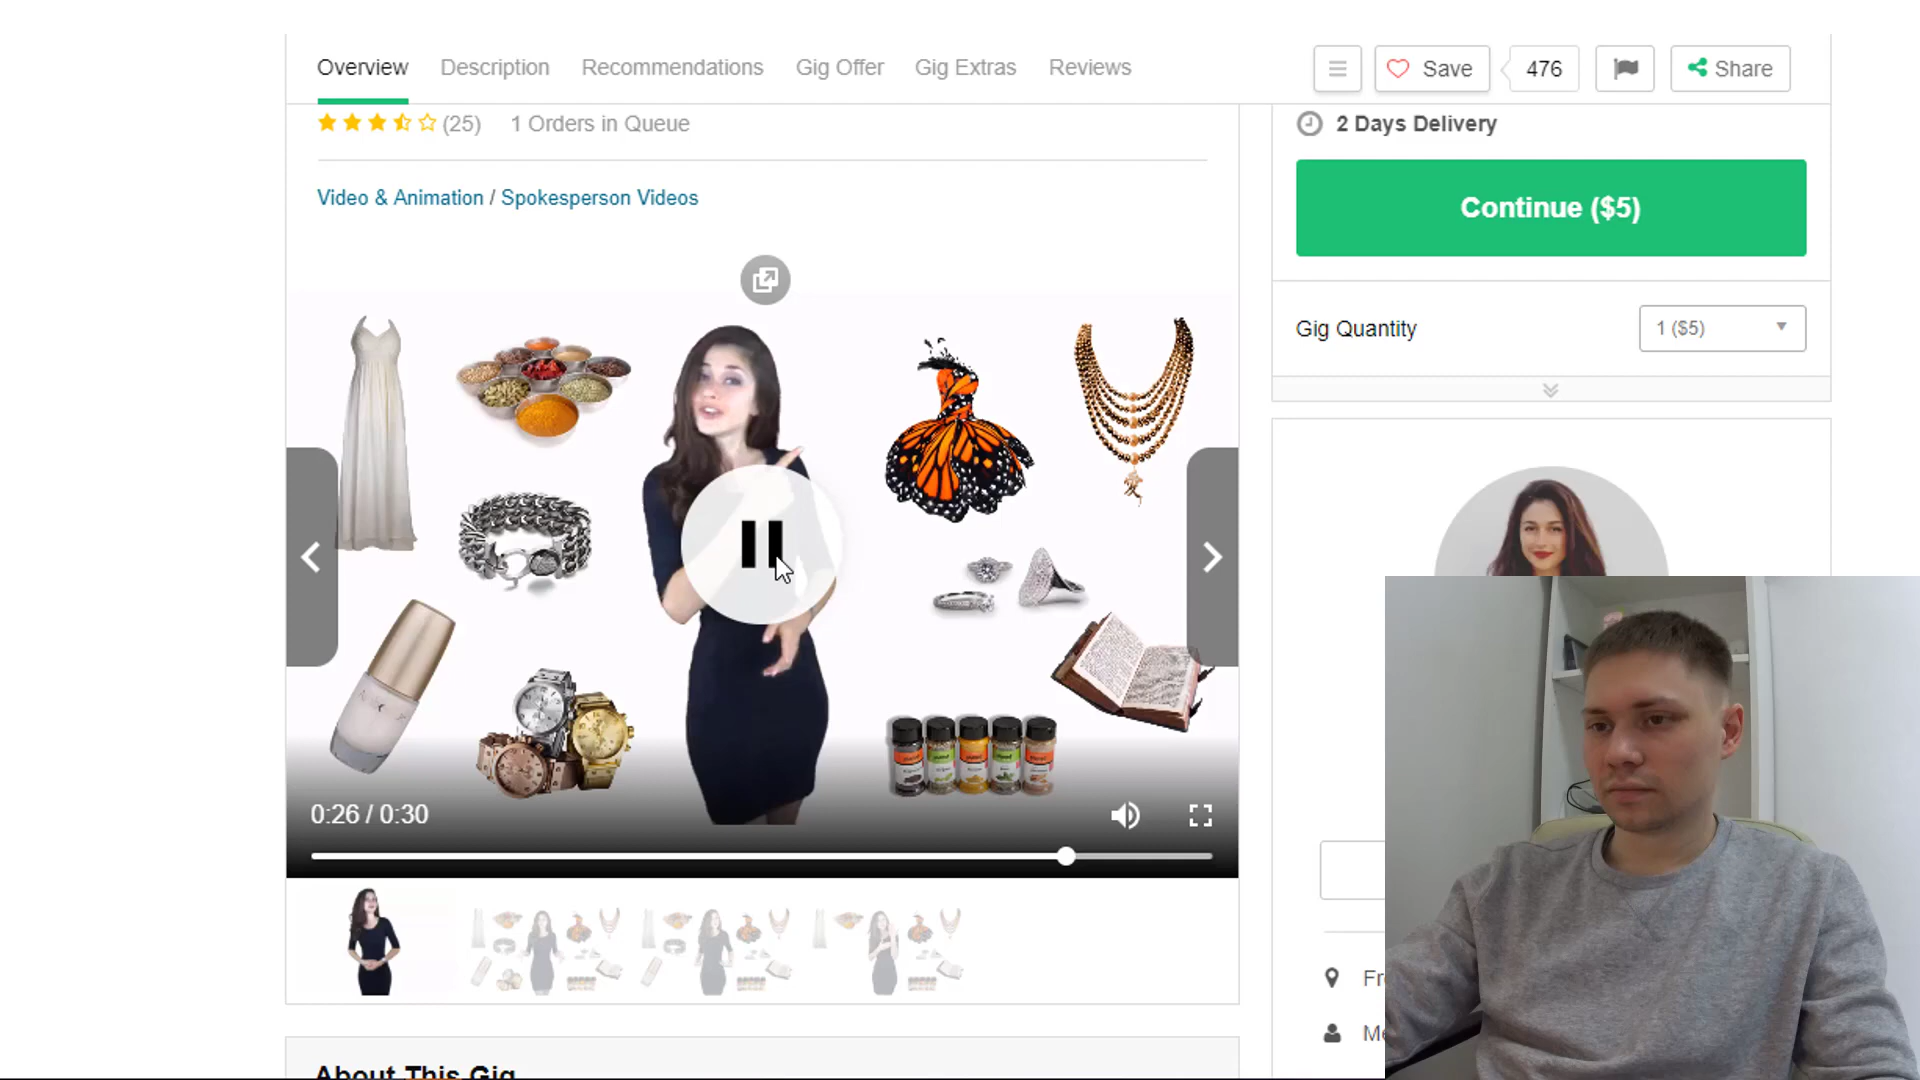 Overview Description Recommendations Gig Offer Gig Extras Reviews Save 476 Share
(25) 1 Orders in Queue
2 Days Delivery
Video & Animation / Spokesperson Videos
Continue ($5)
Gig Quantity 1 ($5)
0:26 / 0:30
About This Gig